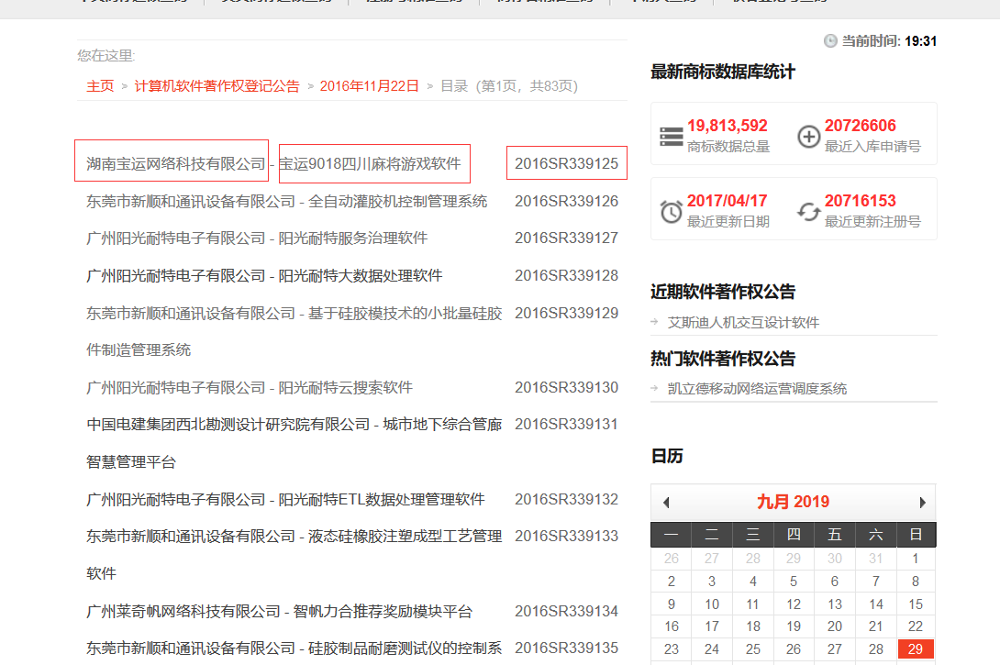 当前时间: 19:31
您在这里:
主页 » 计算机软件著作权登记公告 » 2016年11月22日 » 目录（第1页，共83页）
湖南宝运网络科技有限公司 - 宝运9018四川麻将游戏软件 2016SR339125
东莞市新顺和通讯设备有限公司 - 全自动灌胶机控制管理系统 2016SR339126
广州阳光耐特电子有限公司 - 阳光耐特服务治理软件 2016SR339127
广州阳光耐特电子有限公司 - 阳光耐特大数据处理软件 2016SR339128
东莞市新顺和通讯设备有限公司 - 基于硅胶模技术的小批量硅胶 2016SR339129
件制造管理系统
广州阳光耐特电子有限公司 - 阳光耐特云搜索软件 2016SR339130
中国电建集团西北勘测设计研究院有限公司 - 城市地下综合管廊 2016SR339131
智慧管理平台
广州阳光耐特电子有限公司 - 阳光耐特ETL数据处理管理软件 2016SR339132
东莞市新顺和通讯设备有限公司 - 液态硅橡胶注塑成型工艺管理 2016SR339133
软件
广州莱奇帆网络科技有限公司 - 智帆力合推荐奖励模块平台 2016SR339134
东莞市新顺和通讯设备有限公司 - 硅胶制品耐磨测试仪的控制系 2016SR339135
最新商标数据库统计
19,813,592 20726606
商标数据总量 最近入库申请号
2017/04/17 20716153
最近更新日期 最近更新注册号
近期软件著作权公告
艾斯迪人机交互设计软件
热门软件著作权公告
凯立德移动网络运营调度系统
日历
九月 2019
一 二 三 四 五 六 日
26 27 28 29 30 31 1
2 3 4 5 6 7 8
9 10 11 12 13 14 15
16 17 18 19 20 21 22
23 24 25 26 27 28 29